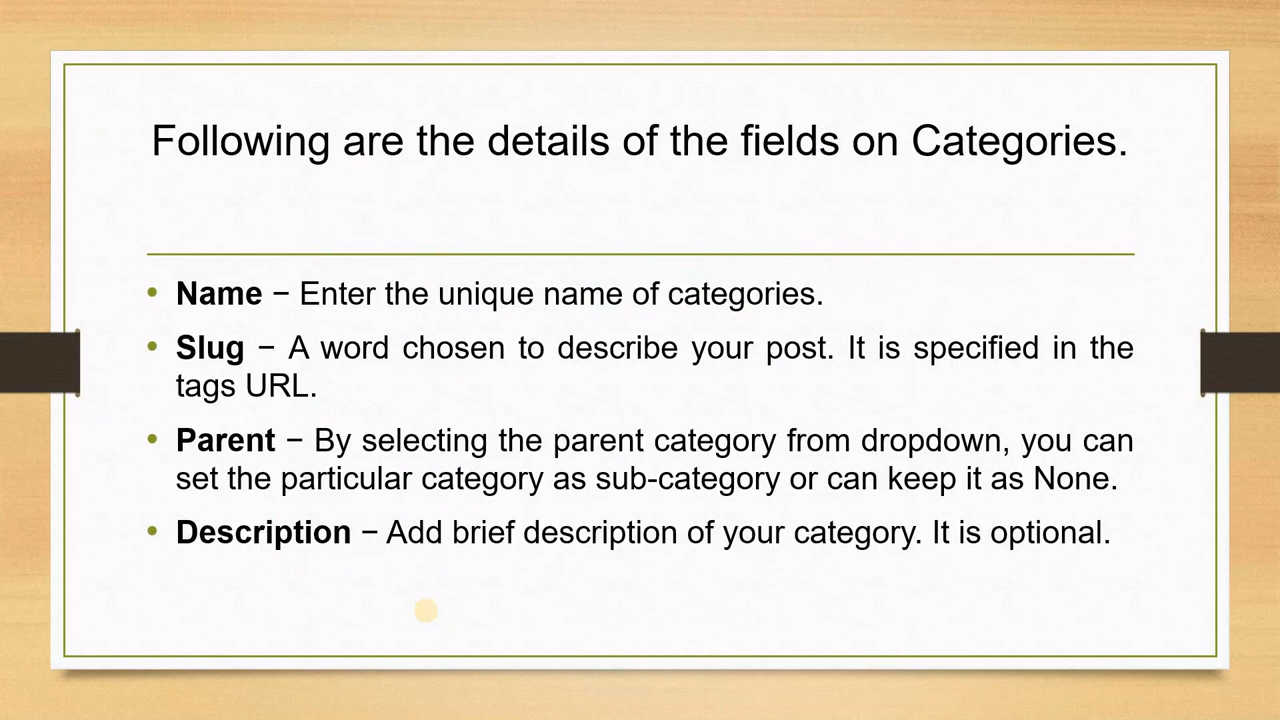 Following are the details of the fields on Categories.
• Name − Enter the unique name of categories.
• Slug − A word chosen to describe your post. It is specified in the
tags URL.
• Parent − By selecting the parent category from dropdown, you can
set the particular category as sub-category or can keep it as None.
• Description − Add brief description of your category. It is optional.